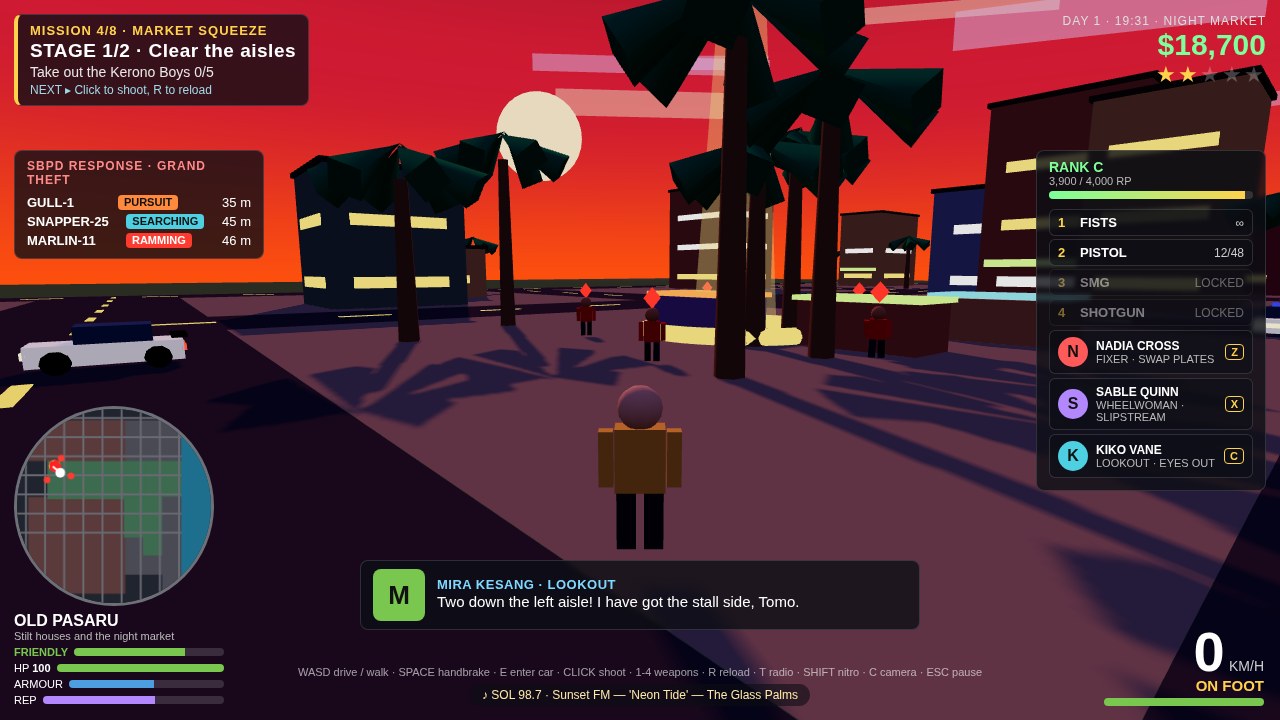 MISSION 4/8 · MARKET SQUEEZE
STAGE 1/2 · Clear the aisles
Take out the Kerono Boys 0/5
NEXT ▸ Click to shoot, R to reload
DAY 1 · 19:31 · NIGHT MARKET
$18,700
SBPD RESPONSE · GRAND
THEFT
GULL-1 PURSUIT 35 m
SNAPPER-25 SEARCHING 45 m
MARLIN-11 RAMMING 46 m
RANK C
3,900 / 4,000 RP
1 FISTS ∞
2 PISTOL 12/48
3 SMG LOCKED
4 SHOTGUN LOCKED
N NADIA CROSS Z
FIXER · SWAP PLATES
S SABLE QUINN X
WHEELWOMAN ·
SLIPSTREAM
K KIKO VANE C
LOOKOUT · EYES OUT
M MIRA KESANG · LOOKOUT
Two down the left aisle! I have got the stall side, Tomo.
OLD PASARU
Stilt houses and the night market
FRIENDLY
HP 100
ARMOUR
REP
WASD drive / walk · SPACE handbrake · E enter car · CLICK shoot · 1-4 weapons · R reload · T radio · SHIFT nitro · C camera · ESC pause
♪ SOL 98.7 · Sunset FM — 'Neon Tide' — The Glass Palms
0 KM/H
ON FOOT